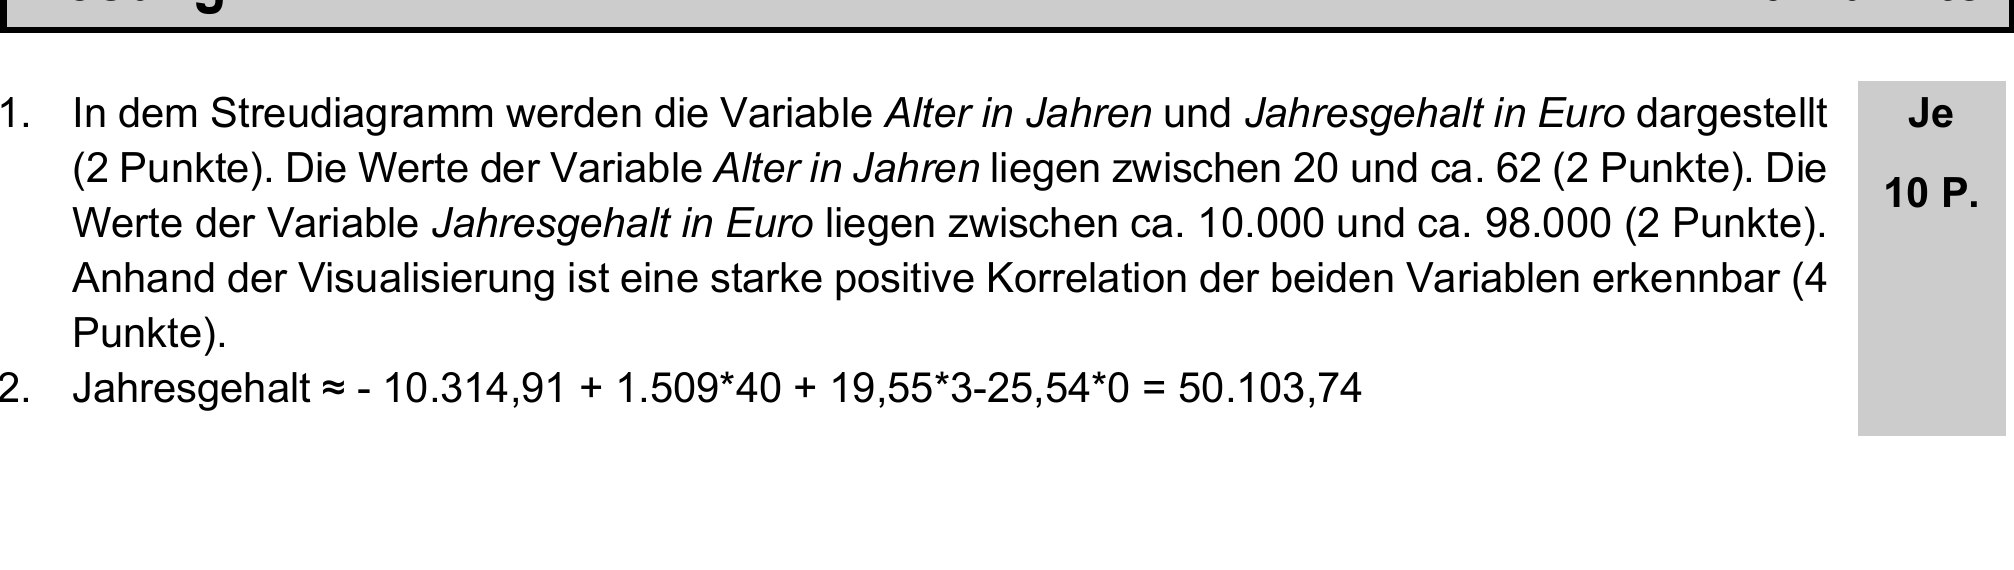 1. In dem Streudiagramm werden die Variable Alter in Jahren und Jahresgehalt in Euro dargestellt
(2 Punkte). Die Werte der Variable Alter in Jahren liegen zwischen 20 und ca. 62 (2 Punkte). Die
Werte der Variable Jahresgehalt in Euro liegen zwischen ca. 10.000 und ca. 98.000 (2 Punkte).
Anhand der Visualisierung ist eine starke positive Korrelation der beiden Variablen erkennbar (4
Punkte).
2. Jahresgehalt ≈ - 10.314,91 + 1.509*40 + 19,55*3-25,54*0 = 50.103,74
Je
10 P.